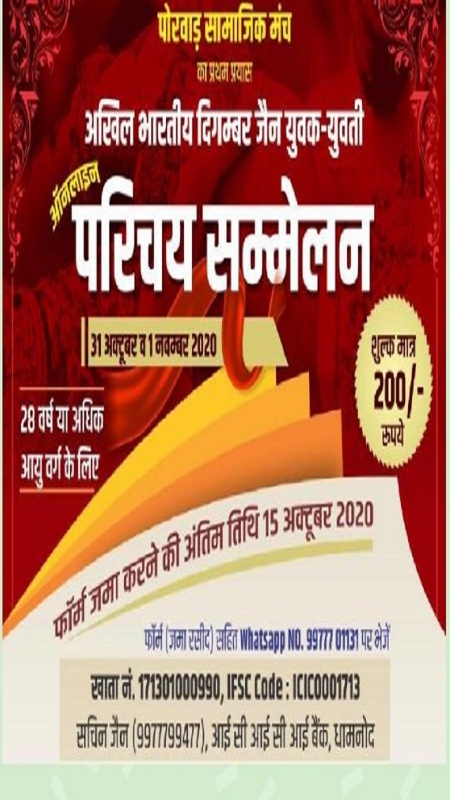 पोरवाड़ सामाजिक मंच
का प्रथम प्रयास
अखिल भारतीय दिगम्बर जैन युवक-युवती
ऑनलाइन
परिचय सम्मेलन
31 अक्टूबर व 1 नवम्बर 2020
शुल्क मात्र
200/-
रूपये
28 वर्ष या अधिक
आयु वर्ग के लिए
फॉर्म जमा करने की अंतिम तिथि 15 अक्टूबर 2020
फॉर्म (जमा रसीद) सहित Whatsapp NO. 99777 01131 पर भेजें
खाता नं. 171301000990, IFSC Code : ICIC0001713
सचिन जैन (9977799477), आई सी आई सी आई बैंक, धामनोद